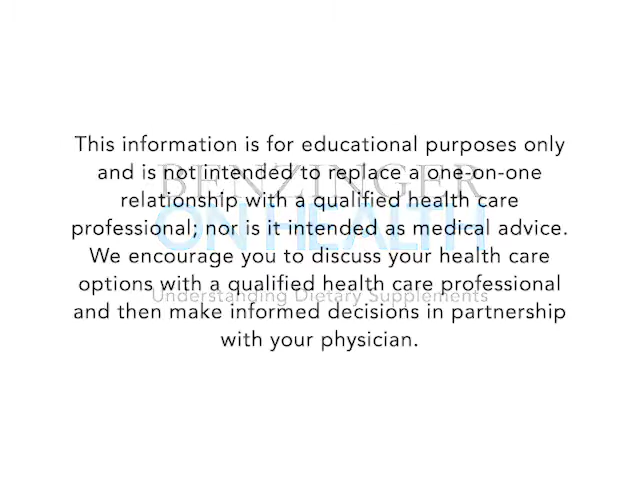 This information is for educational purposes only
and is not intended to replace a one-on-one
BENZINGER
relationship with a qualified health care
professional; nor is it intended as medical advice.
ON HEALTH
We encourage you to discuss your health care
options with a qualified health care professional
Understanding Dietary Supplements
and then make informed decisions in partnership
with your physician.